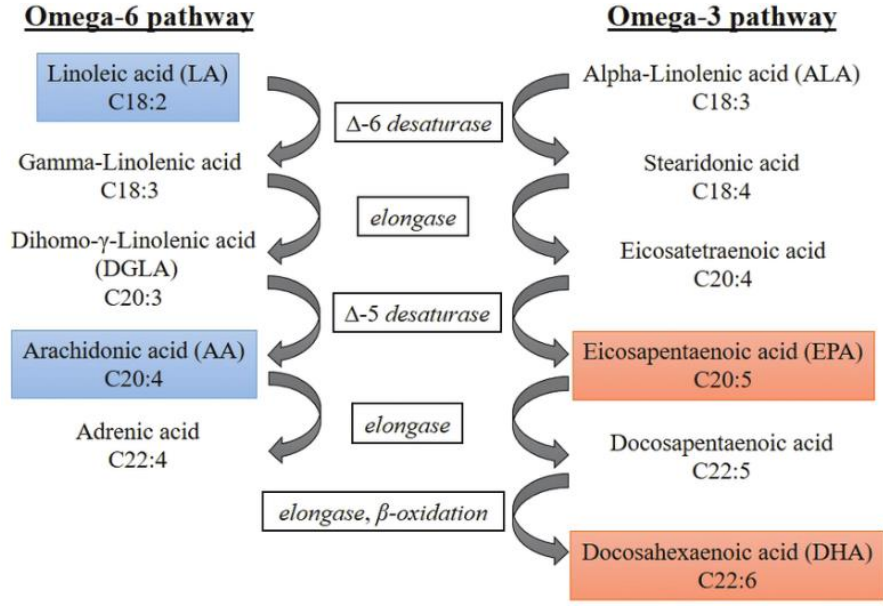 Omega-6 pathway
Omega-3 pathway
Linoleic acid (LA)
C18:2
Alpha-Linolenic acid (ALA)
C18:3
Δ-6 desaturase
Gamma-Linolenic acid
C18:3
Stearidonic acid
C18:4
elongase
Dihomo-γ-Linolenic acid
(DGLA)
C20:3
Eicosatetraenoic acid
C20:4
Δ-5 desaturase
Arachidonic acid (AA)
C20:4
Eicosapentaenoic acid (EPA)
C20:5
elongase
Adrenic acid
C22:4
Docosapentaenoic acid
C22:5
elongase, β-oxidation
Docosahexaenoic acid (DHA)
C22:6